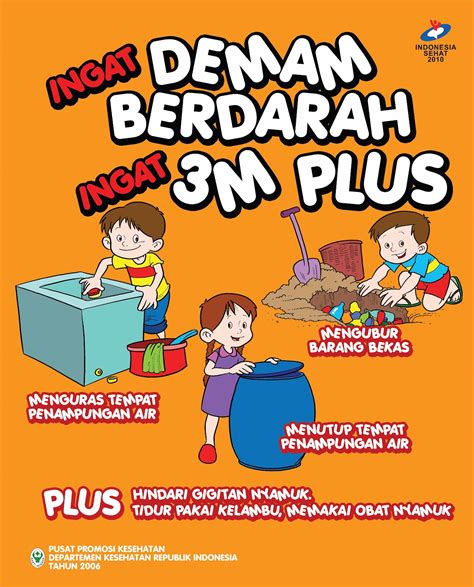 INDONESIA
SEHAT
2010
INGAT DEMAM
BERDARAH
INGAT 3M PLUS
MENGUBUR
BARANG BEKAS
MENGURAS TEMPAT
PENAMPUNGAN AIR
MENUTUP TEMPAT
PENAMPUNGAN AIR
PLUS HINDARI GIGITAN NYAMUK.
TIDUR PAKAI KELAMBU, MEMAKAI OBAT NYAMUK
PUSAT PROMOSI KESEHATAN
DEPARTEMEN KESEHATAN REPUBLIK INDONESIA
TAHUN 2006